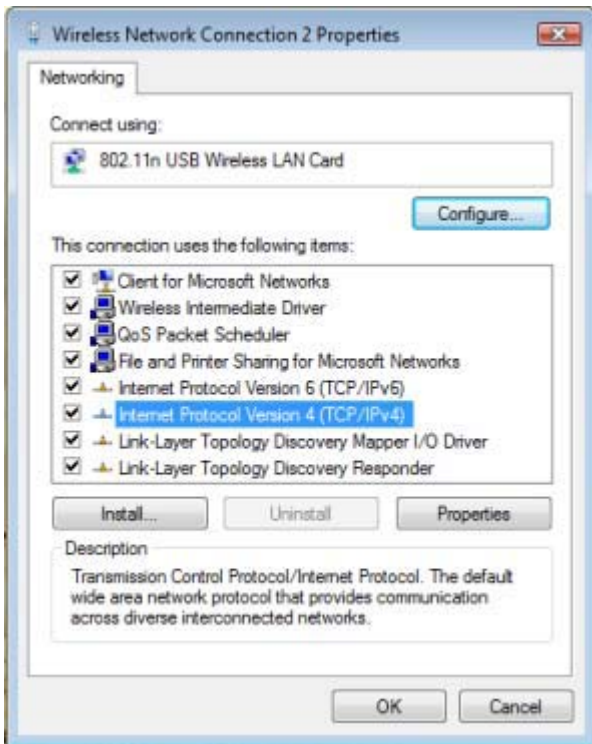 Wireless Network Connection 2 Properties
Networking
Connect using:
802.11n USB Wireless LAN Card
Configure...
This connection uses the following items:
Client for Microsoft Networks
Wireless Intermediate Driver
QoS Packet Scheduler
File and Printer Sharing for Microsoft Networks
Internet Protocol Version 6 (TCP/IPv6)
Internet Protocol Version 4 (TCP/IPv4)
Link-Layer Topology Discovery Mapper I/O Driver
Link-Layer Topology Discovery Responder
Install... Uninstall Properties
Description
Transmission Control Protocol/Internet Protocol. The default
wide area network protocol that provides communication
across diverse interconnected networks.
OK Cancel